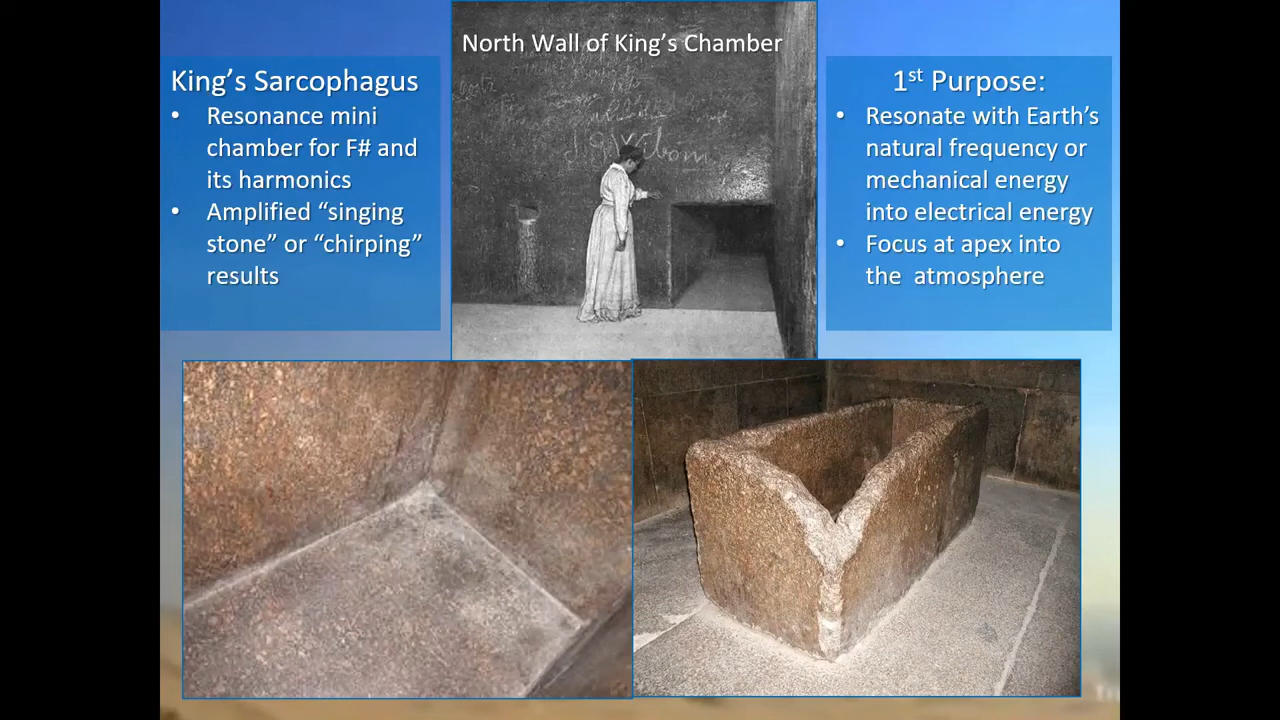 North Wall of King's Chamber
King's Sarcophagus
• Resonance mini
chamber for F# and
its harmonics
• Amplified “singing
stone” or “chirping”
results
1st Purpose:
• Resonate with Earth's
natural frequency or
mechanical energy
into electrical energy
• Focus at apex into
the atmosphere